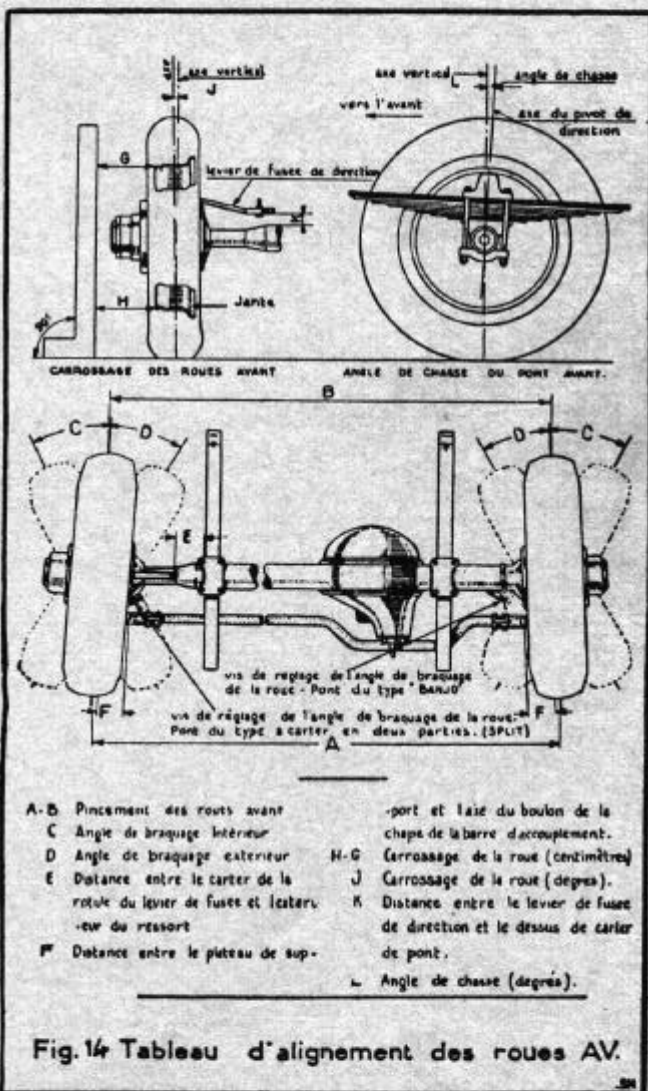 axe vertical
J
axe vertical
L
angle de chasse
vers l'avant
axe du pivot de
direction
G
levier de fusée de direction
K
H
Jante
90°
CARROSSAGE DES ROUES AVANT
ANGLE DE CHASSE DU PONT AVANT.
B
C
D
D
C
E
vis de réglage de l'angle de braquage
de la roue - Pont du type "BANJO"
F
F
vis de réglage de l'angle de braquage de la roue.
Pont du type a carter en deux parties. (SPLIT)
A
A-B Pincement des roues avant
C Angle de braquage Intérieur
D Angle de braquage extérieur
E Distance entre le carter de la
rotule du levier de fusée et lexteri-
-eur du ressort
F Distance entre le plateau de sup-
-port et l'axe du boulon de la
chape de la barre d'accouplement.
H-G Carrossage de la roue (centimètres)
J Carrossage de la roue (degres).
K Distance entre le levier de fusée
de direction et le dessus de carter
de pont.
L Angle de chasse (degrés).
Fig. 14 Tableau d'alignement des roues AV.